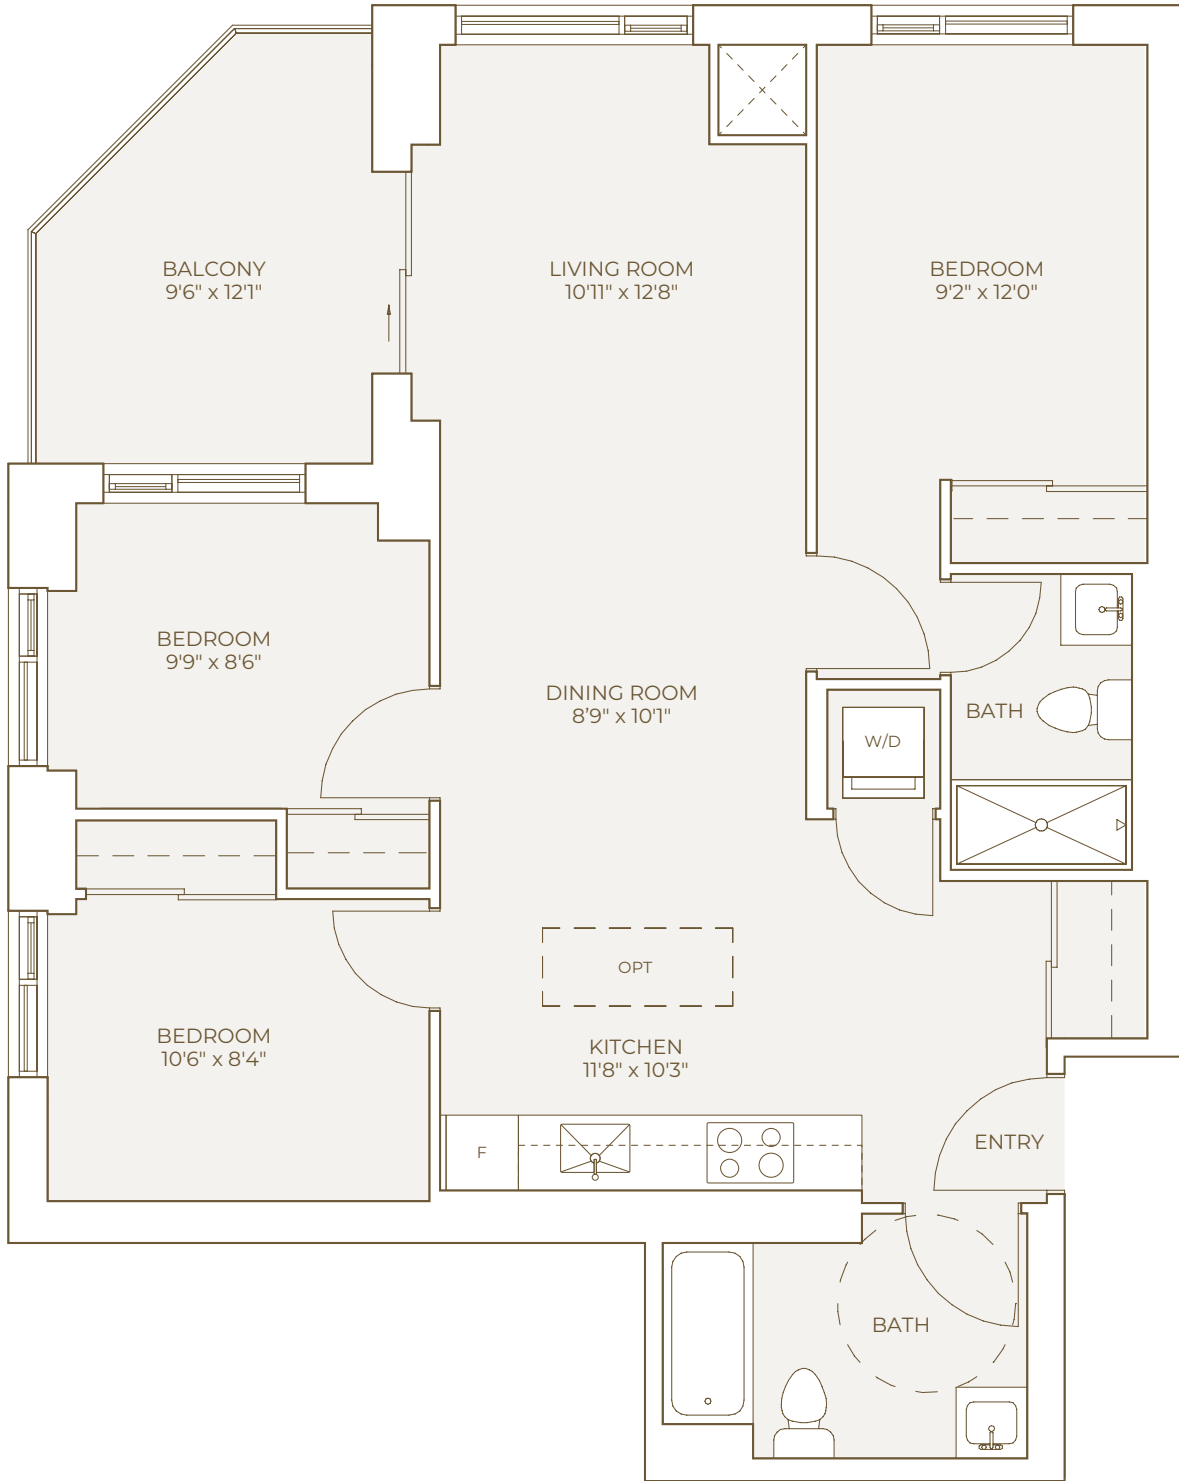 BALCONY
9'6" x 12'1"
LIVING ROOM
10'11" x 12'8"
BEDROOM
9'2" x 12'0"
BEDROOM
9'9" x 8'6"
DINING ROOM
8’9" x 10'1"
BATH
W/D
OPT
BEDROOM
10'6" x 8'4"
KITCHEN
11'8" x 10'3"
F
ENTRY
BATH